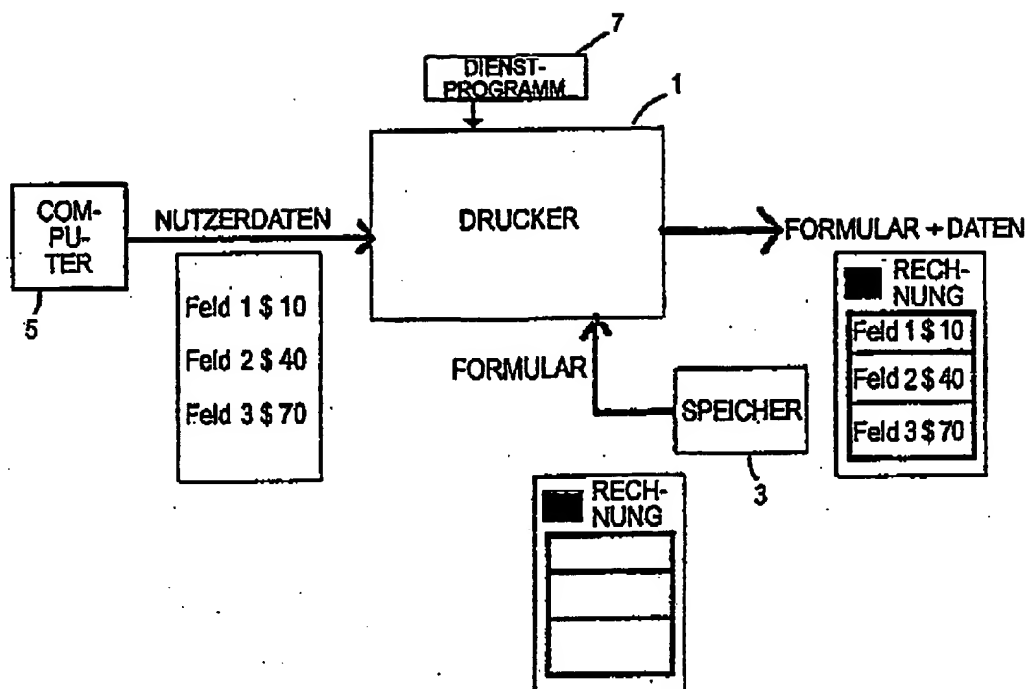 7
DIENST-
PROGRAMM
1
COM-
PU-
TER
5
NUTZERDATEN
Feld 1 $ 10
Feld 2 $ 40
Feld 3 $ 70
DRUCKER
FORMULAR + DATEN
RECH-
NUNG
Feld 1 $ 10
Feld 2 $ 40
Feld 3 $ 70
FORMULAR
SPEICHER
3
RECH-
NUNG